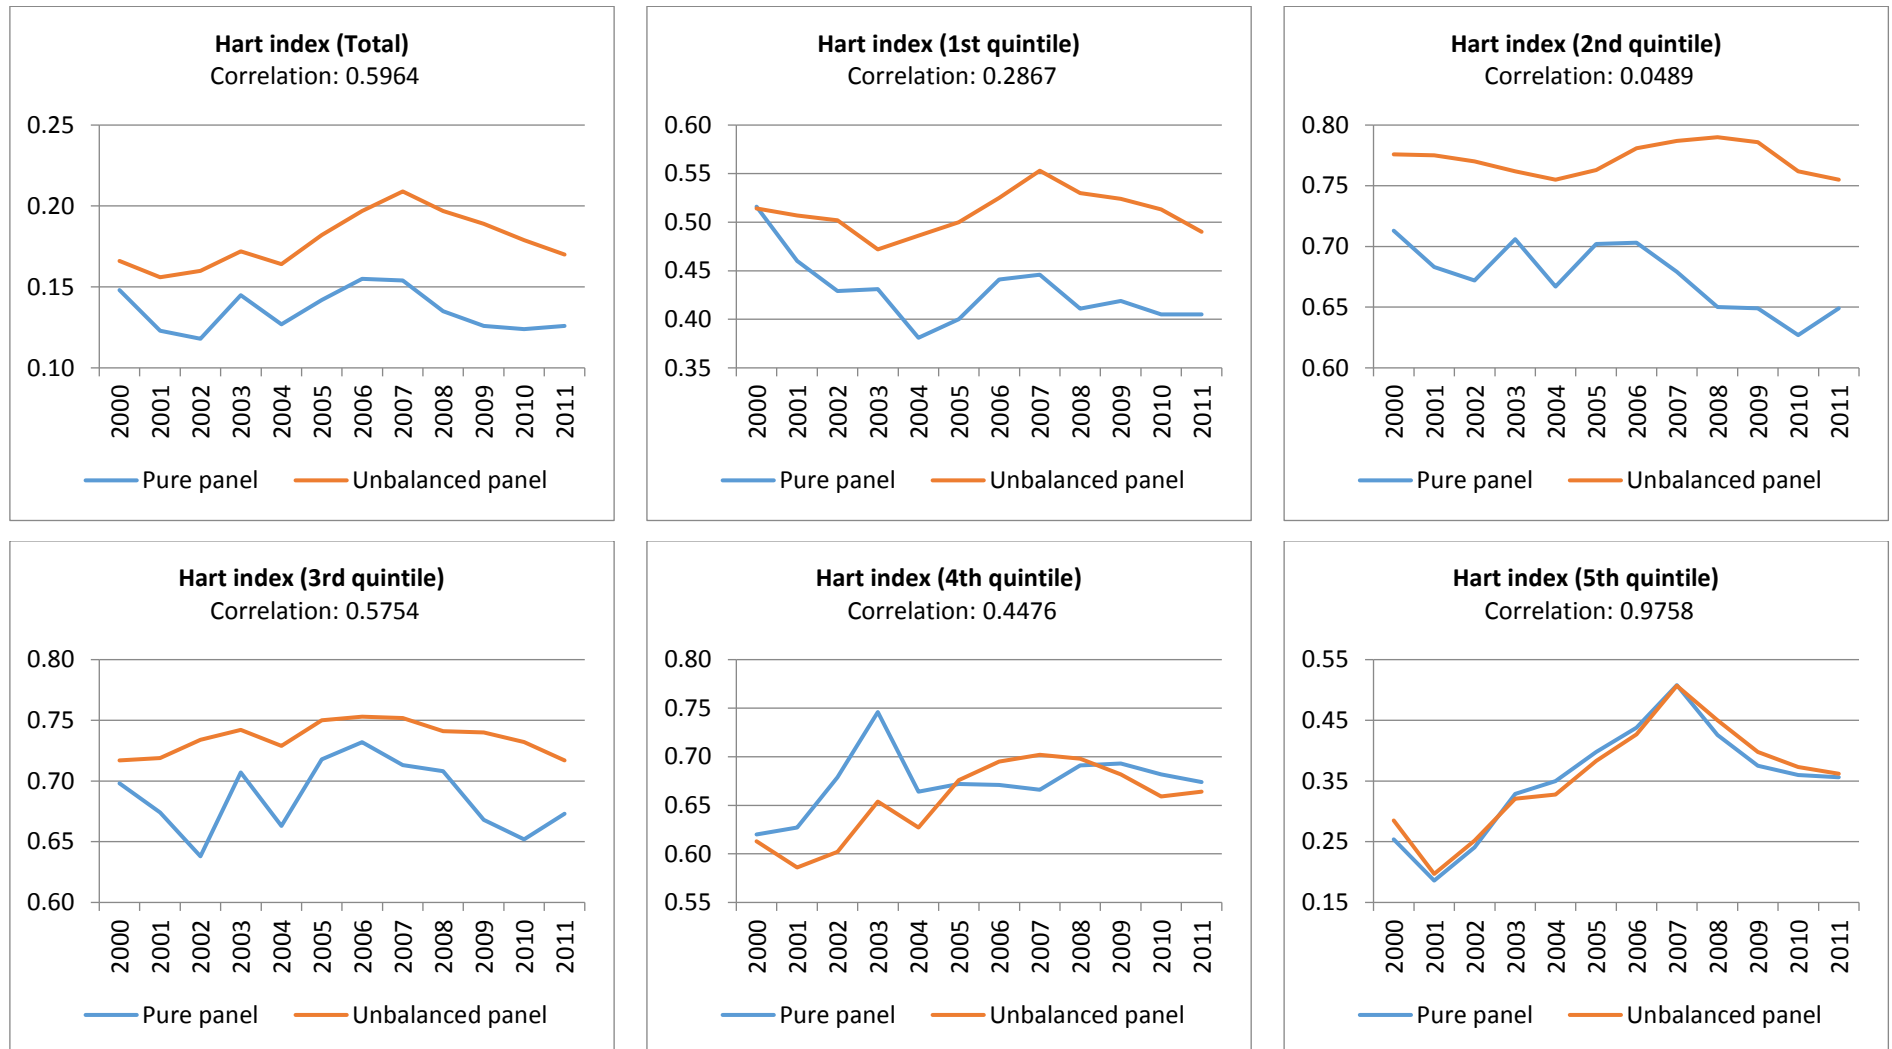 Hart index (Total)
Correlation: 0.5964
0.25
0.20
0.15
0.10
2000 2001 2002 2003 2004 2005 2006 2007 2008 2009 2010 2011
Pure panel Unbalanced panel
Hart index (1st quintile)
Correlation: 0.2867
0.60
0.55
0.50
0.45
0.40
0.35
2000 2001 2002 2003 2004 2005 2006 2007 2008 2009 2010 2011
Pure panel Unbalanced panel
Hart index (2nd quintile)
Correlation: 0.0489
0.80
0.75
0.70
0.65
0.60
2000 2001 2002 2003 2004 2005 2006 2007 2008 2009 2010 2011
Pure panel Unbalanced panel
Hart index (3rd quintile)
Correlation: 0.5754
0.80
0.75
0.70
0.65
0.60
2000 2001 2002 2003 2004 2005 2006 2007 2008 2009 2010 2011
Pure panel Unbalanced panel
Hart index (4th quintile)
Correlation: 0.4476
0.80
0.75
0.70
0.65
0.60
0.55
2000 2001 2002 2003 2004 2005 2006 2007 2008 2009 2010 2011
Pure panel Unbalanced panel
Hart index (5th quintile)
Correlation: 0.9758
0.55
0.45
0.35
0.25
0.15
2000 2001 2002 2003 2004 2005 2006 2007 2008 2009 2010 2011
Pure panel Unbalanced panel